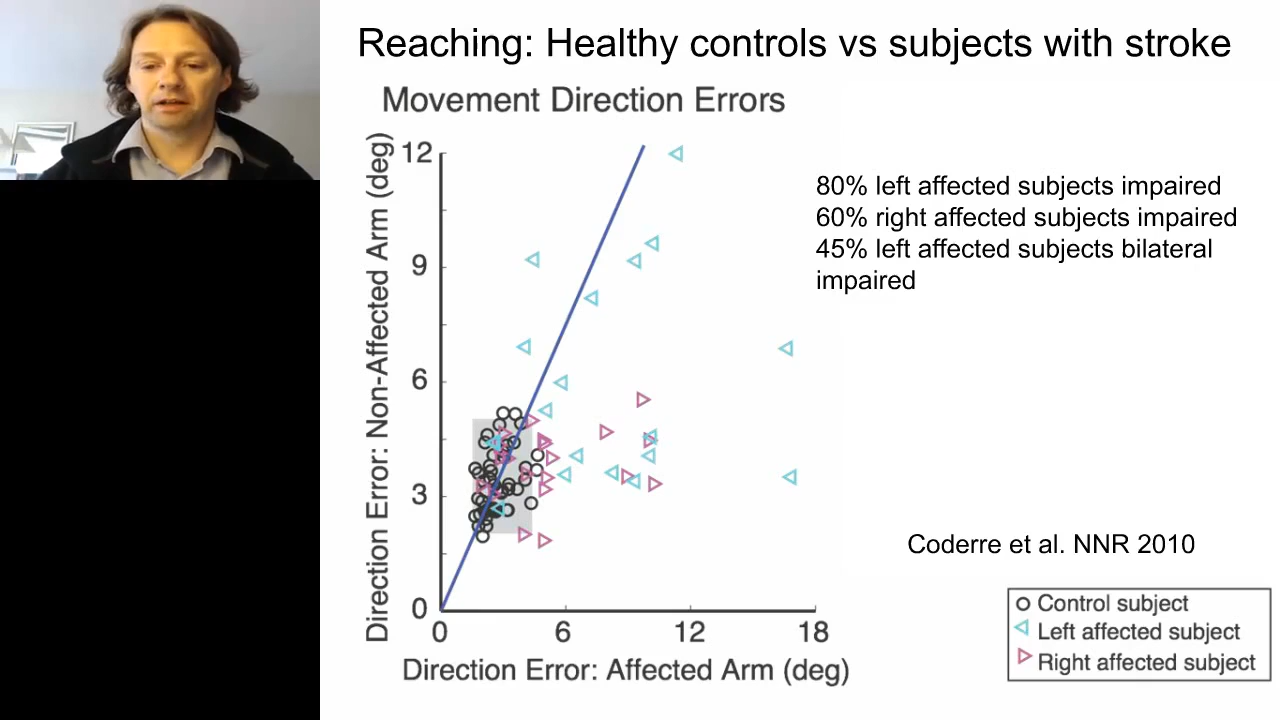 Reaching: Healthy controls vs subjects with stroke
Movement Direction Errors
Direction Error: Non-Affected Arm (deg)
12
9
6
3
0
0 6 12 18
Direction Error: Affected Arm (deg)
80% left affected subjects impaired
60% right affected subjects impaired
45% left affected subjects bilateral
impaired
Coderre et al. NNR 2010
Control subject
Left affected subject
Right affected subject